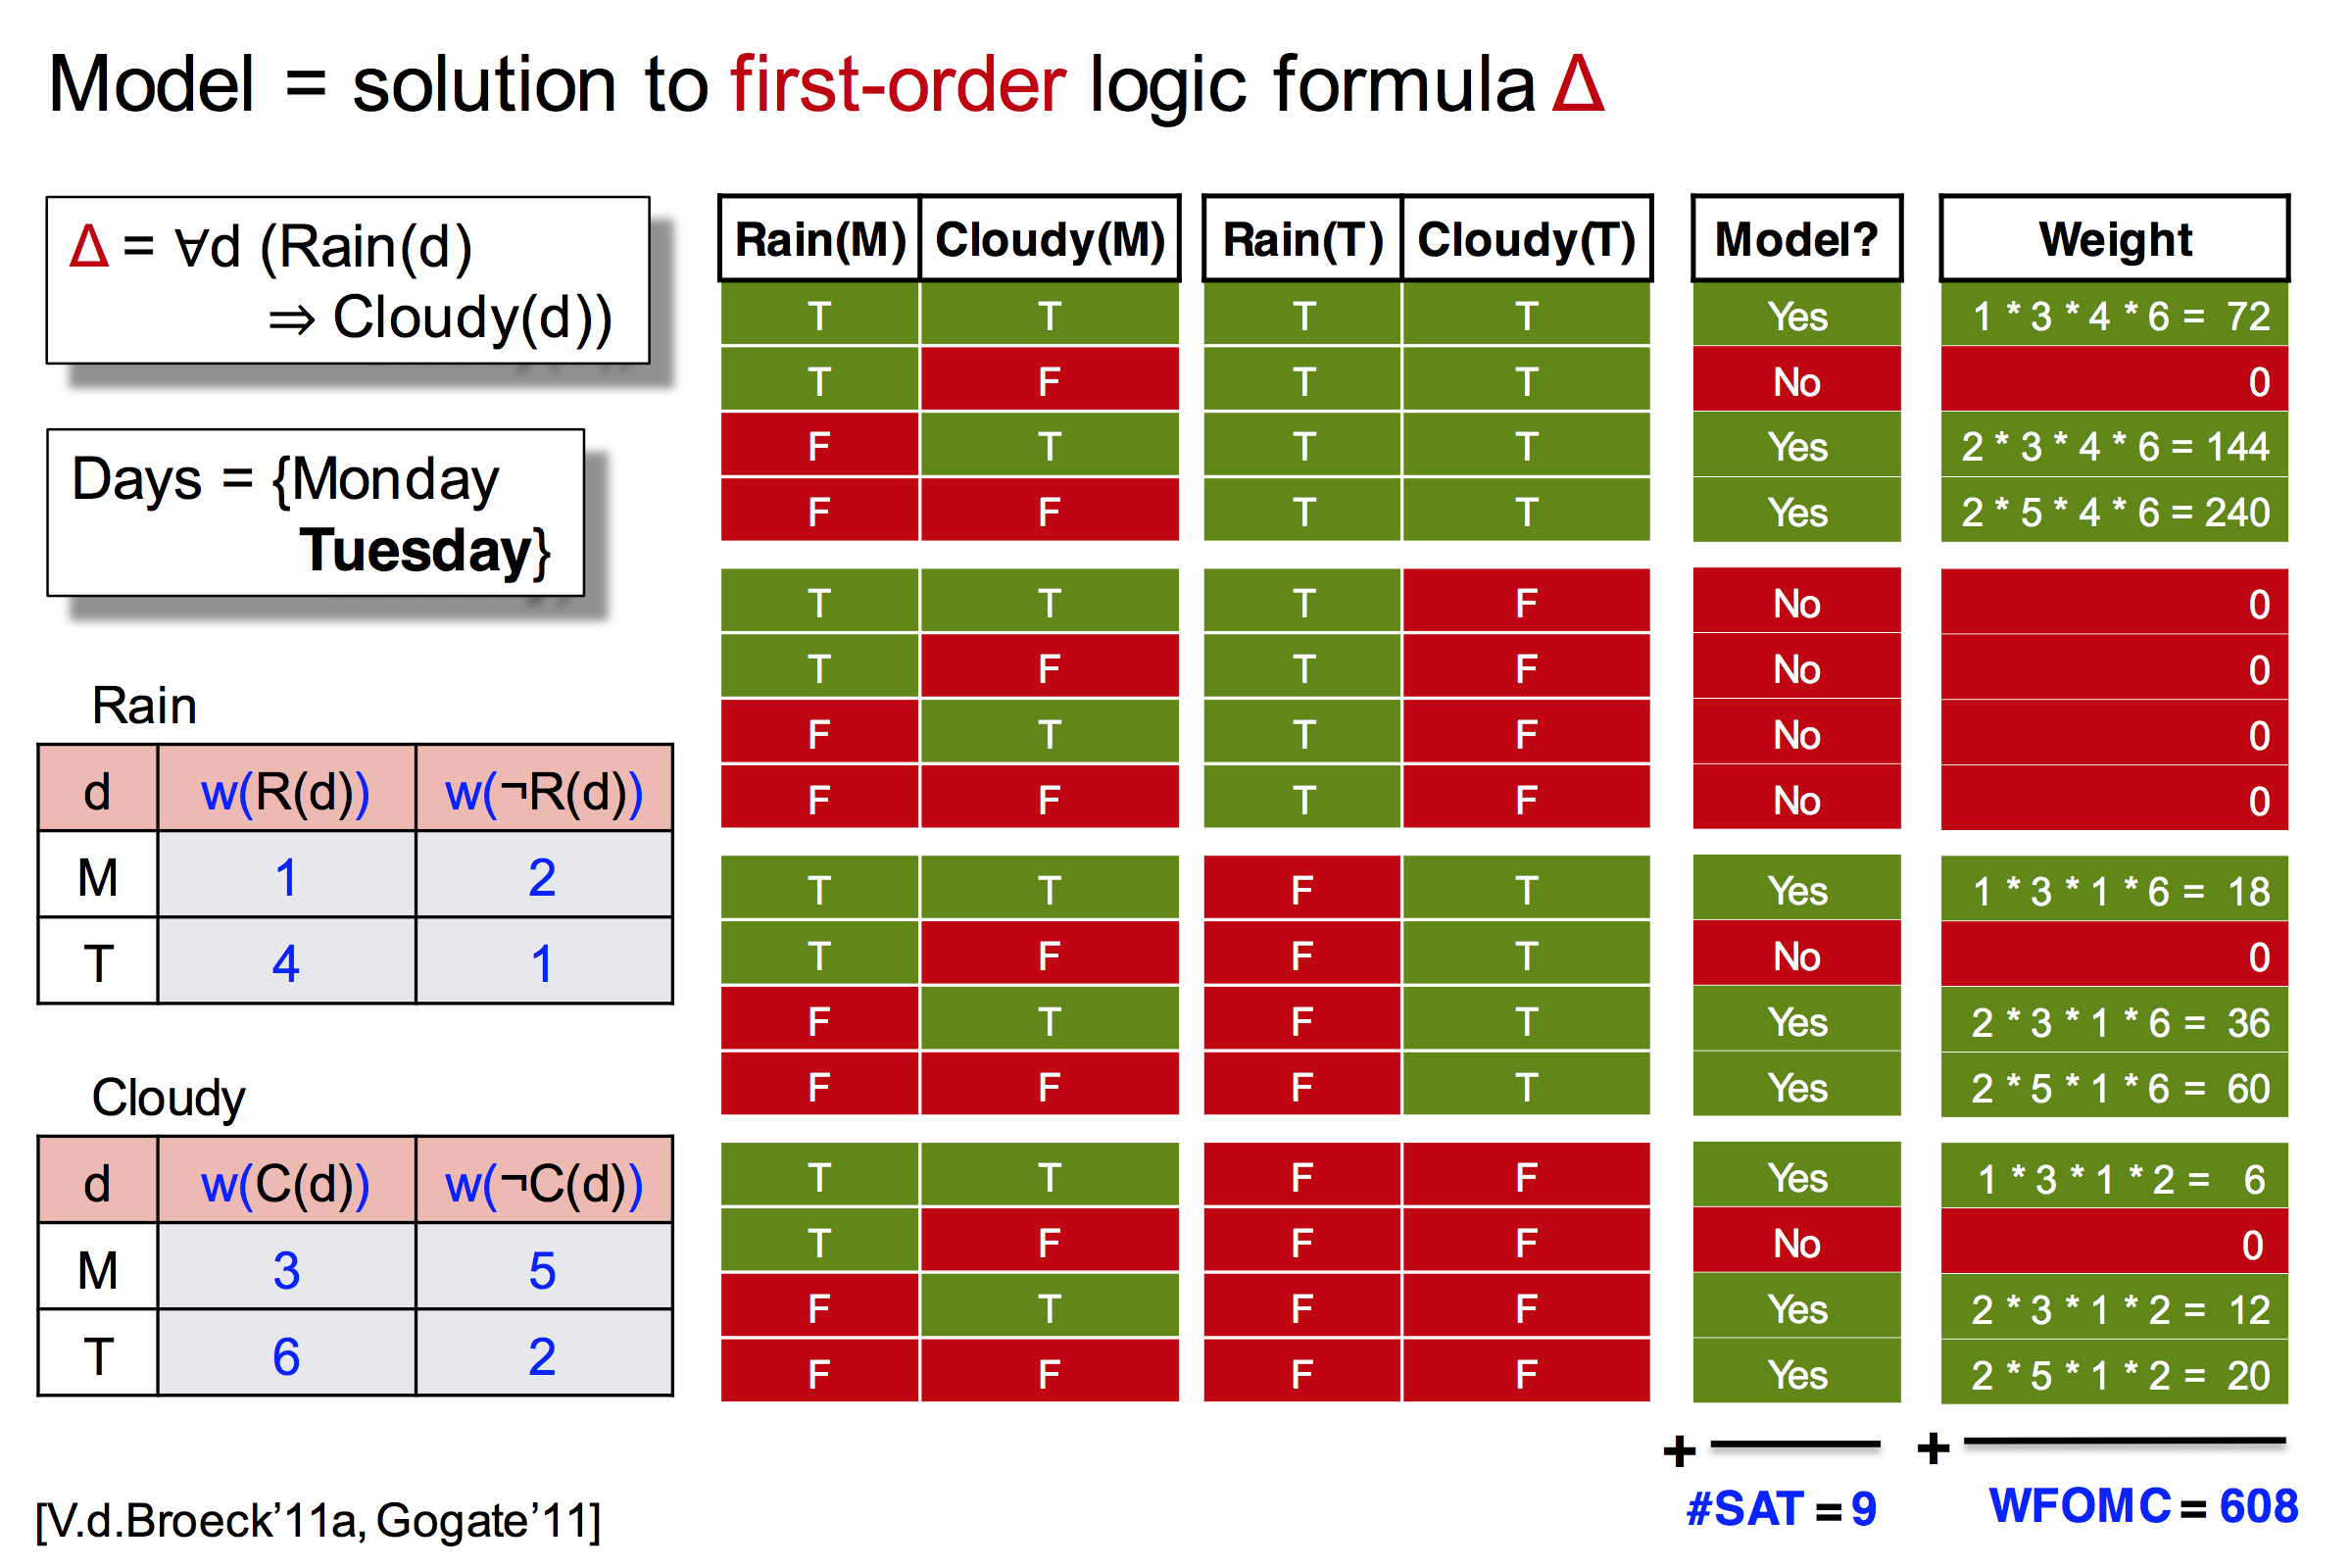 Model = solution to first-order logic formula Δ
Δ = ∀d (Rain(d)
⇒ Cloudy(d))
Days = {Monday
Tuesday}
Rain
d w(R(d)) w(¬R(d))
M 1 2
T 4 1
Cloudy
d w(C(d)) w(¬C(d))
M 3 5
T 6 2
[V.d.Broeck’11a, Gogate’11]
Rain(M) Cloudy(M) Rain(T) Cloudy(T) Model? Weight
T T T T Yes 1 * 3 * 4 * 6 = 72
T F T T No 0
F T T T Yes 2 * 3 * 4 * 6 = 144
F F T T Yes 2 * 5 * 4 * 6 = 240
T T T F No 0
T F T F No 0
F T T F No 0
F F T F No 0
T T F T Yes 1 * 3 * 1 * 6 = 18
T F F T No 0
F T F T Yes 2 * 3 * 1 * 6 = 36
F F F T Yes 2 * 5 * 1 * 6 = 60
T T F F Yes 1 * 3 * 1 * 2 = 6
T F F F No 0
F T F F Yes 2 * 3 * 1 * 2 = 12
F F F F Yes 2 * 5 * 1 * 2 = 20
+ +
#SAT = 9 WFOMC = 608